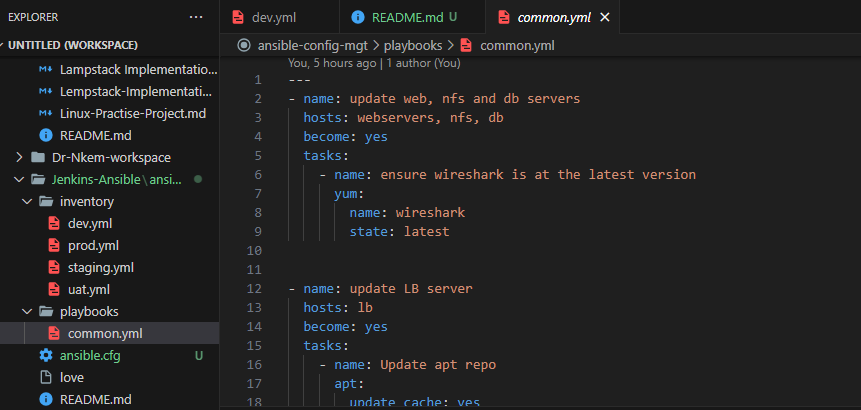 EXPLORER
UNTITLED (WORKSPACE)
Lampstack Implementatio...
Lempstack-Implementati...
Linux-Practise-Project.md
README.md
Dr-Nkem-workspace
Jenkins-Ansible\ansi...
inventory
dev.yml
prod.yml
staging.yml
uat.yml
playbooks
common.yml
ansible.cfg U
love
README.md
dev.yml README.md U common.yml
ansible-config-mgt > playbooks > common.yml
You, 5 hours ago | 1 author (You)
1 ---
2 - name: update web, nfs and db servers
3 hosts: webservers, nfs, db
4 become: yes
5 tasks:
6 - name: ensure wireshark is at the latest version
7 yum:
8 name: wireshark
9 state: latest
10
11
12 - name: update LB server
13 hosts: lb
14 become: yes
15 tasks:
16 - name: Update apt repo
17 apt:
18 update_cache: yes